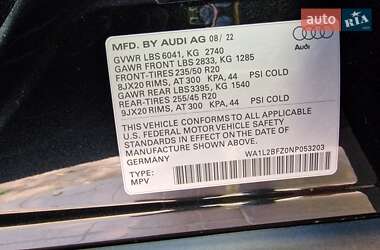 auto RIA.com
MFD. BY AUDI AG 08/ 22
GVWR LBS 6041, KG 2740
GAWR FRONT LBS 2833, KG 1285
FRONT-TIRES 235/50 R20
8JX20 RIMS, AT 300 KPA, 44 PSI COLD
GAWR REAR LBS3395, KG 1540
REAR-TIRES 255/45 R20
9JX20 RIMS, AT 300 KPA, 44 PSI COLD
Audi
THIS VEHICLE CONFORMS TO ALL APPLICABLE
U.S. FEDERAL MOTOR VEHICLE SAFETY
STANDARDS IN EFFECT ON THE DATE OF
MANUFACTURE SHOWN ABOVE.
GERMANY
TYPE:
MPV
WA1L2BFZ0NP053203